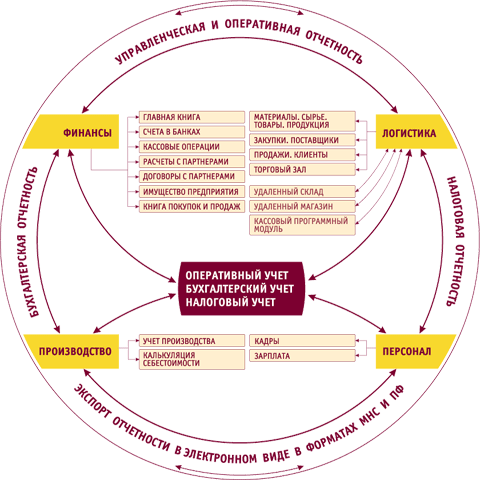 УПРАВЛЕНЧЕСКАЯ И ОПЕРАТИВНАЯ ОТЧЕТНОСТЬ
ФИНАНСЫ
ГЛАВНАЯ КНИГА
СЧЕТА В БАНКАХ
КАССОВЫЕ ОПЕРАЦИИ
РАСЧЕТЫ С ПАРТНЕРАМИ
ДОГОВОРЫ С ПАРТНЕРАМИ
ИМУЩЕСТВО ПРЕДПРИЯТИЯ
КНИГА ПОКУПОК И ПРОДАЖ
МАТЕРИАЛЫ. СЫРЬЕ.
ТОВАРЫ. ПРОДУКЦИЯ
ЗАКУПКИ. ПОСТАВЩИКИ
ПРОДАЖИ. КЛИЕНТЫ
ТОРГОВЫЙ ЗАЛ
УДАЛЕННЫЙ СКЛАД
УДАЛЕННЫЙ МАГАЗИН
КАССОВЫЙ ПРОГРАММНЫЙ
МОДУЛЬ
ЛОГИСТИКА
БУХГАЛТЕРСКАЯ ОТЧЕТНОСТЬ
НАЛОГОВАЯ ОТЧЕТНОСТЬ
ОПЕРАТИВНЫЙ УЧЕТ
БУХГАЛТЕРСКИЙ УЧЕТ
НАЛОГОВЫЙ УЧЕТ
ПРОИЗВОДСТВО
УЧЕТ ПРОИЗВОДСТВА
КАЛЬКУЛЯЦИЯ
СЕБЕСТОИМОСТИ
КАДРЫ
ЗАРПЛАТА
ПЕРСОНАЛ
ЭКСПОРТ ОТЧЕТНОСТИ В ЭЛЕКТРОННОМ ВИДЕ В ФОРМАТАХ МНС И ПФ